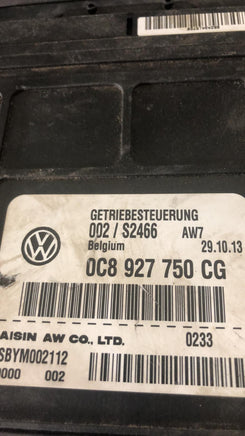 GETRIEBESTEUERUNG
002 / S2466 AW7
Belgium 29.10.13
0C8 927 750 CG
AISIN AW CO., LTD. 0233
SBYM002112
0000 002